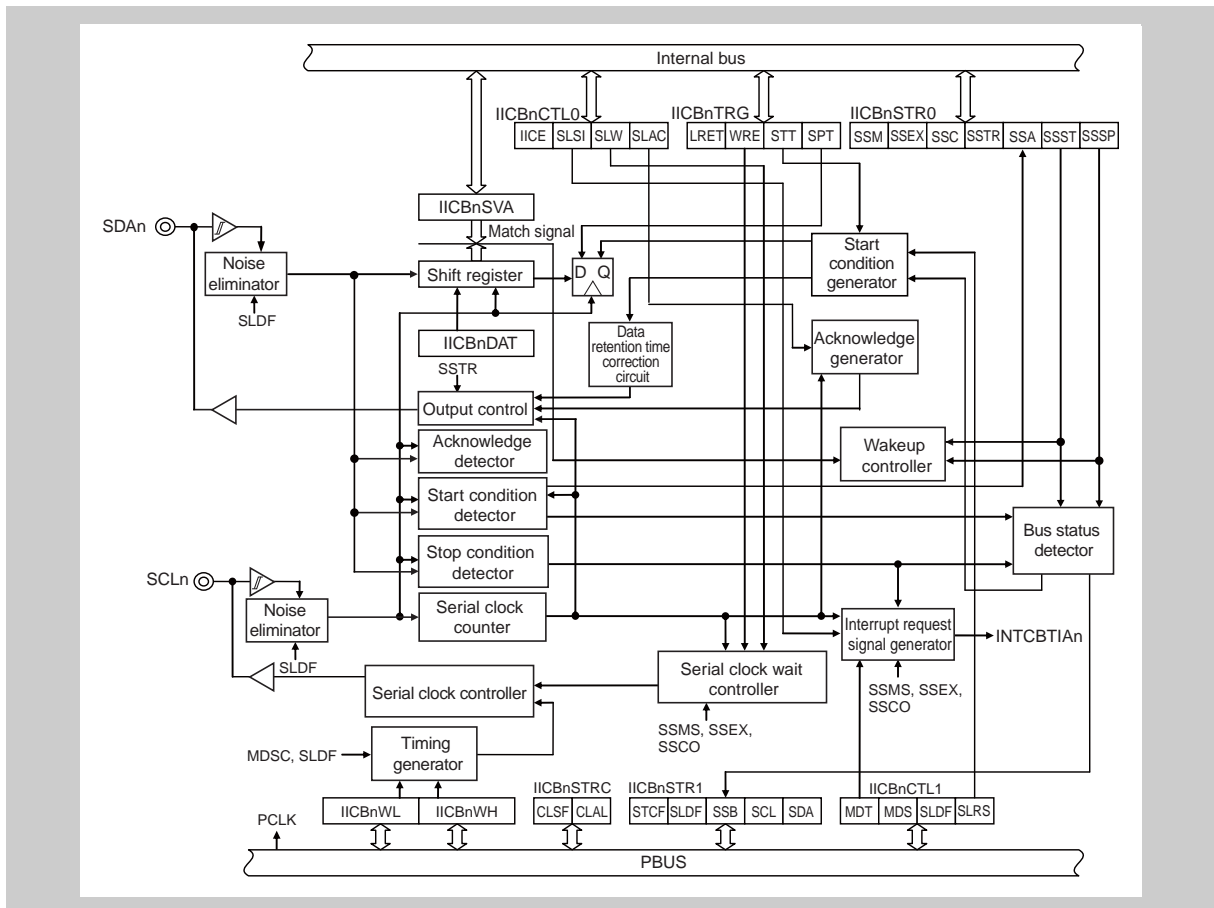 Internal bus
IICBnCTL0
IICE SLSI SLW SLAC
IICBnTRG
LRET WRE STT SPT
IICBnSTR0
SSM SSEX SSC SSTR SSA SSST SSSP
IICBnSVA
SDAn
Match signal
Noise
eliminator
SLDF
Shift register
D Q
Start
condition
generator
IICBnDAT
Data
retention time
correction
circuit
Acknowledge
generator
SSTR
Output control
Acknowledge
detector
Wakeup
controller
Start condition
detector
Bus status
detector
Stop condition
detector
SCLn
Noise
eliminator
SLDF
Serial clock
counter
Interrupt request
signal generator
INTCBTIAn
Serial clock controller
Serial clock wait
controller
SSMS, SSEX,
SSCO
SSMS, SSEX,
SSCO
MDSC, SLDF
Timing
generator
IICBnWL IICBnWH
IICBnSTRC
CLSF CLAL
IICBnSTR1
STCF SLDF SSB SCL SDA
IICBnCTL1
MDT MDS SLDF SLRS
PCLK
PBUS